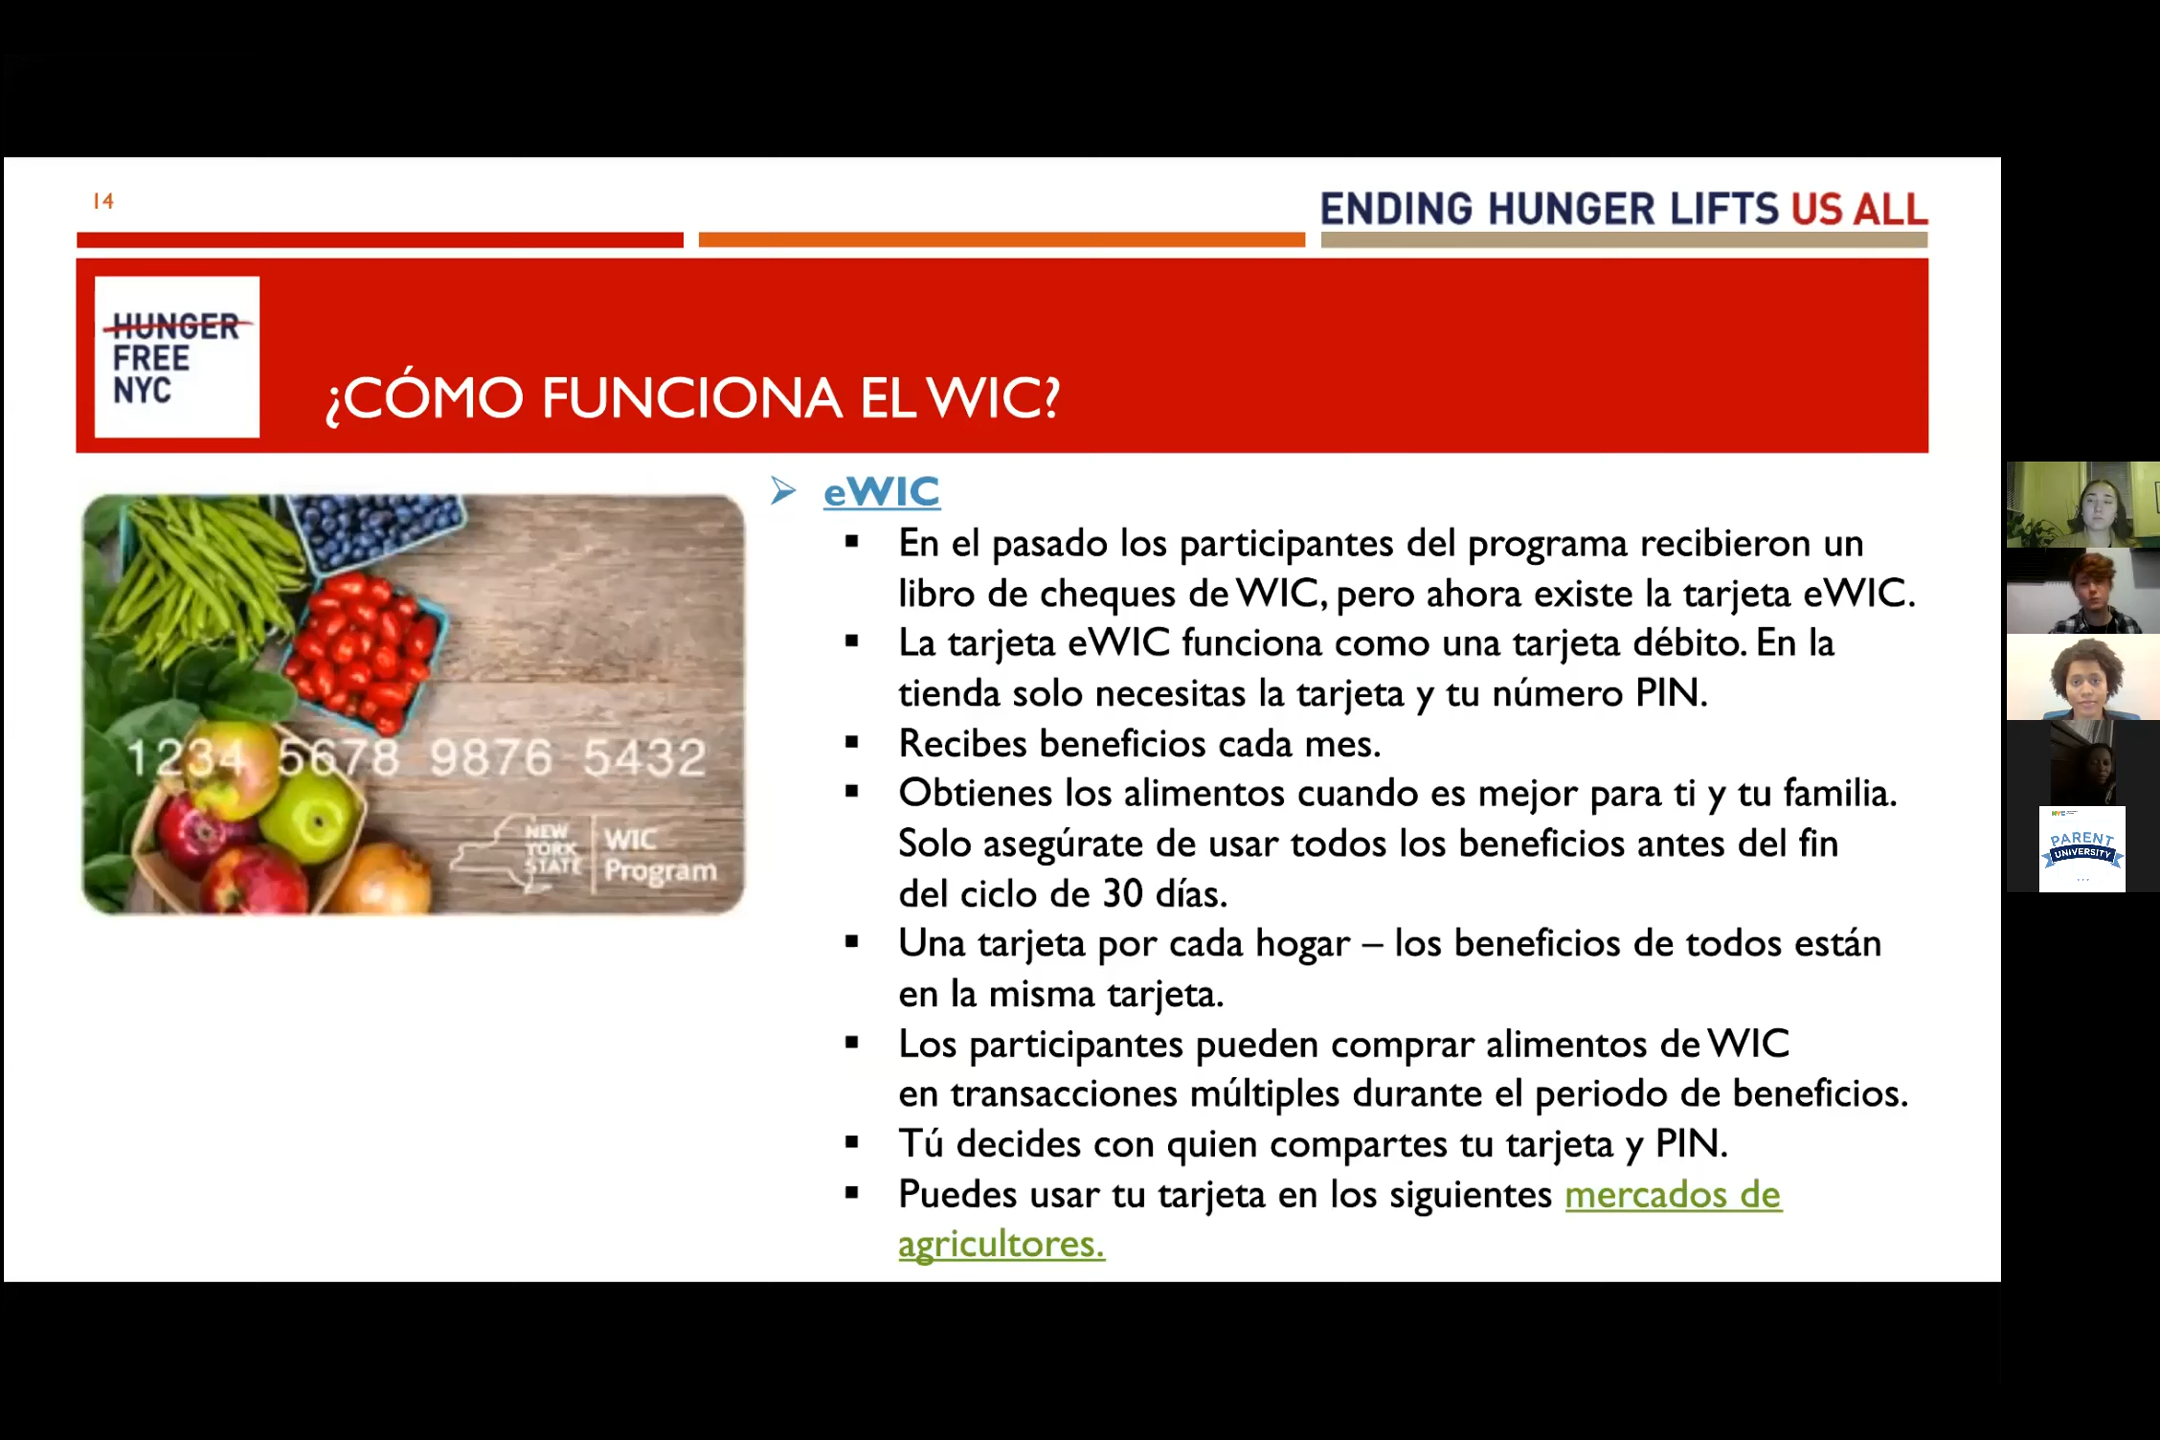 14
ENDING HUNGER LIFTS US ALL
HUNGER
FREE
NYC
¿CÓMO FUNCIONA EL WIC?
eWIC
En el pasado los participantes del programa recibieron un
libro de cheques de WIC, pero ahora existe la tarjeta eWIC.
La tarjeta eWIC funciona como una tarjeta débito. En la
tienda solo necesitas la tarjeta y tu número PIN.
Recibes beneficios cada mes.
Obtienes los alimentos cuando es mejor para ti y tu familia.
Solo asegúrate de usar todos los beneficios antes del fin
del ciclo de 30 días.
Una tarjeta por cada hogar – los beneficios de todos están
en la misma tarjeta.
Los participantes pueden comprar alimentos de WIC
en transacciones múltiples durante el periodo de beneficios.
Tú decides con quien compartes tu tarjeta y PIN.
Puedes usar tu tarjeta en los siguientes mercados de
agricultores.
1234 5678 9876 5432
NEW
YORK
STATE
WIC
Program
NYC
PARENT
UNIVERSITY